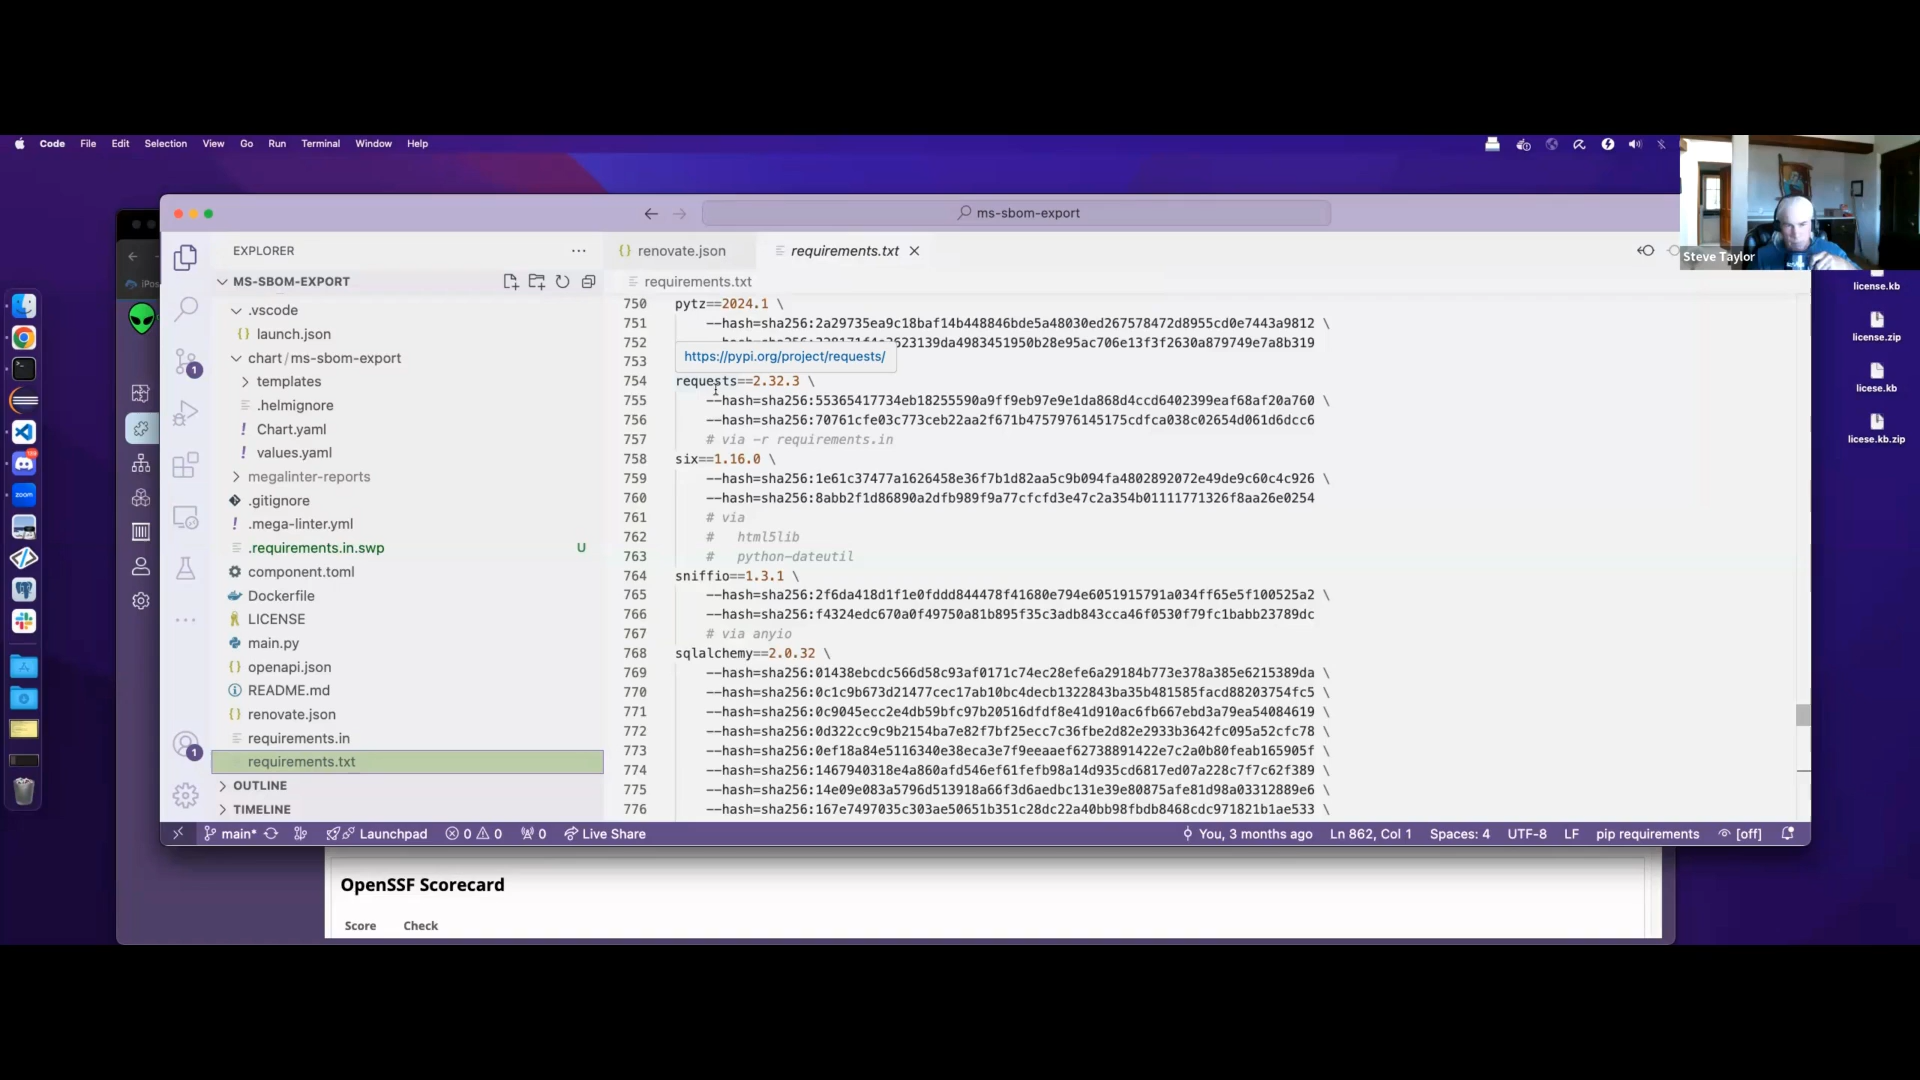 Code File Edit Selection View Go Run Terminal Window Help
Steve Taylor
license.kb
license.zip
licese.kb
licese.kb.zip
ms-sbom-export
EXPLORER
MS-SBOM-EXPORT
.vscode
launch.json
chart/ms-sbom-export
templates
.helmignore
Chart.yaml
values.yaml
megalinter-reports
.gitignore
.mega-linter.yml
.requirements.in.swp U
component.toml
Dockerfile
LICENSE
main.py
openapi.json
README.md
renovate.json
requirements.in
requirements.txt
OUTLINE
TIMELINE
renovate.json requirements.txt
requirements.txt
750 pytz==2024.1 \
751 --hash=sha256:2a29735ea9c18baf14b448846bde5a48030ed267578472d8955cd0e7443a9812 \
752
753
https://pypi.org/project/requests/
754 requests==2.32.3 \
755 --hash=sha256:55365417734eb18255590a9ff9eb97e9e1da868d4ccd6402399eaf68af20a760 \
756 --hash=sha256:70761cfe03c773ceb22aa2f671b4757976145175cdfca038c02654d061d6dcc6
757 # via -r requirements.in
758 six==1.16.0 \
759 --hash=sha256:1e61c37477a1626458e36f7b1d82aa5c9b094fa4802892072e49de9c60c4c926 \
760 --hash=sha256:8abb2f1d86890a2dfb989f9a77cfcfd3e47c2a354b01111771326f8aa26e0254
761 # via
762 # html5lib
763 # python-dateutil
764 sniffio==1.3.1 \
765 --hash=sha256:2f6da418d1f1e0fddd844478f41680e794e6051915791a034ff65e5f100525a2 \
766 --hash=sha256:f4324edc670a0f49750a81b895f35c3adb843cca46f0530f79fc1babb23789dc
767 # via anyio
768 sqlalchemy==2.0.32 \
769 --hash=sha256:01438ebcdc566d58c93af0171c74ec28efe6a29184b773e378a385e6215389da \
770 --hash=sha256:0c1c9b673d21477cec17ab10bc4decb1322843ba35b481585facd88203754fc5 \
771 --hash=sha256:0c9045ecc2e4db59bfc97b20516dfdf8e41d910ac6fb667ebd3a79ea54084619 \
772 --hash=sha256:0d322cc9c9b2154ba7e82f7bf25ecc7c36fbe2d82e2933b3642fc095a52cfc78 \
773 --hash=sha256:0ef18a84e5116340e38eca3e7f9eeaaef62738891422e7c2a0b80feab165905f \
774 --hash=sha256:1467940318e4a860afd546ef61fefb98a14d935cd6817ed07a228c7f7c62f389 \
775 --hash=sha256:14e09e083a5796d513918a66f3d6aedbc131e39e80875afe81d98a03312889e6 \
776 --hash=sha256:167e7497035c303ae50651b351c28dc22a40bb98fbdb8468cdc971821b1ae533 \
main* Launchpad 0 0 0 Live Share You, 3 months ago Ln 862, Col 1 Spaces: 4 UTF-8 LF pip requirements [off]
OpenSSF Scorecard
Score Check